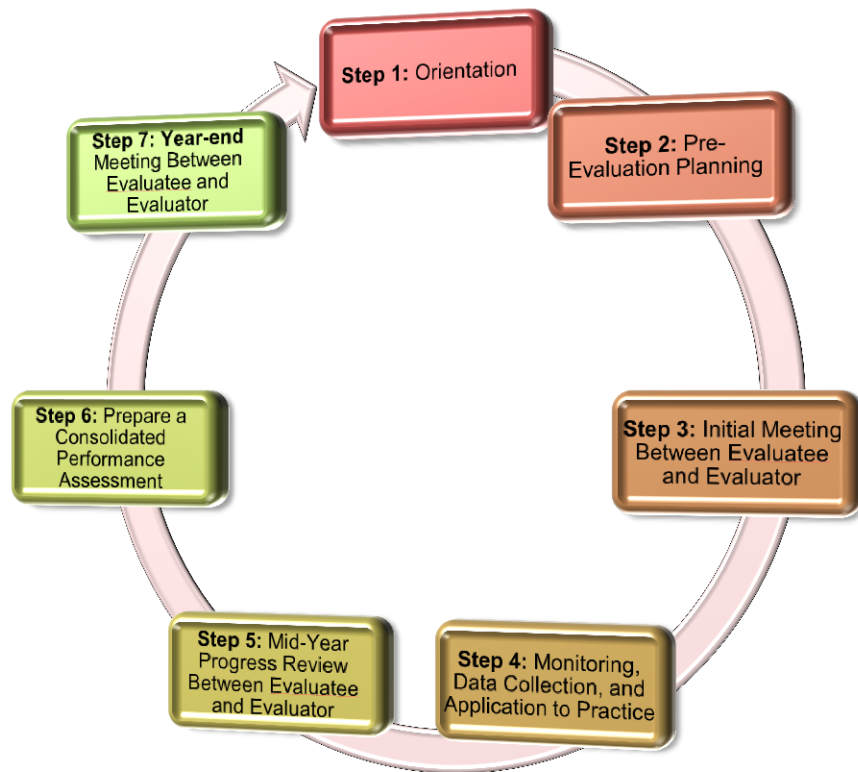 Step 1: Orientation
Step 2: Pre-
Evaluation Planning
Step 3: Initial Meeting
Between Evaluatee
and Evaluator
Step 4: Monitoring,
Data Collection, and
Application to Practice
Step 5: Mid-Year
Progress Review
Between Evaluatee
and Evaluator
Step 6: Prepare a
Consolidated
Performance
Assessment
Step 7: Year-end
Meeting Between
Evaluatee and
Evaluator